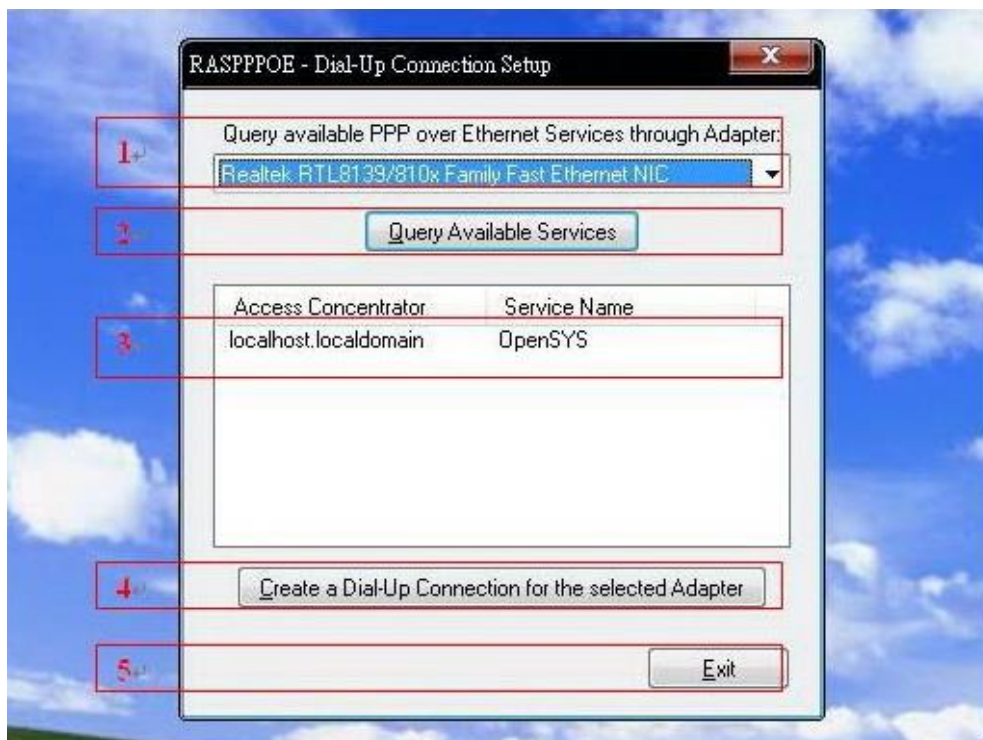 RASPPPOE - Dial-Up Connection Setup
1
Query available PPP over Ethernet Services through Adapter:
Realtek RTL8139/810x Family Fast Ethernet NIC
2
Query Available Services
Access Concentrator Service Name
3
localhost.localdomain OpenSYS
4
Create a Dial-Up Connection for the selected Adapter
5
Exit